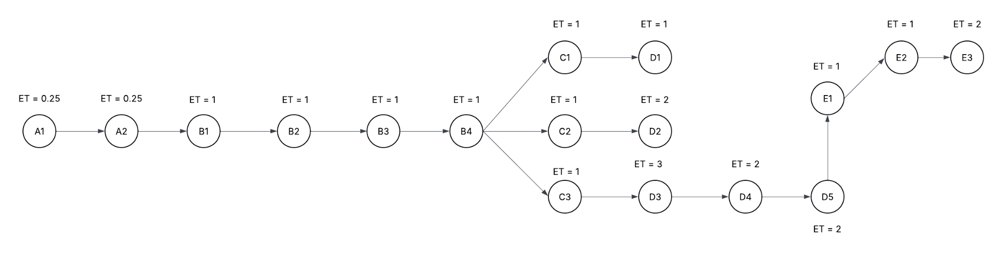 ET = 1
ET = 1
ET = 1
ET = 2
C1
D1
E2
E3
ET = 1
ET = 0.25
ET = 0.25
ET = 1
ET = 1
ET = 1
ET = 1
ET = 1
ET = 2
E1
A1
A2
B1
B2
B3
B4
C2
D2
ET = 1
ET = 3
ET = 2
C3
D3
D4
D5
ET = 2